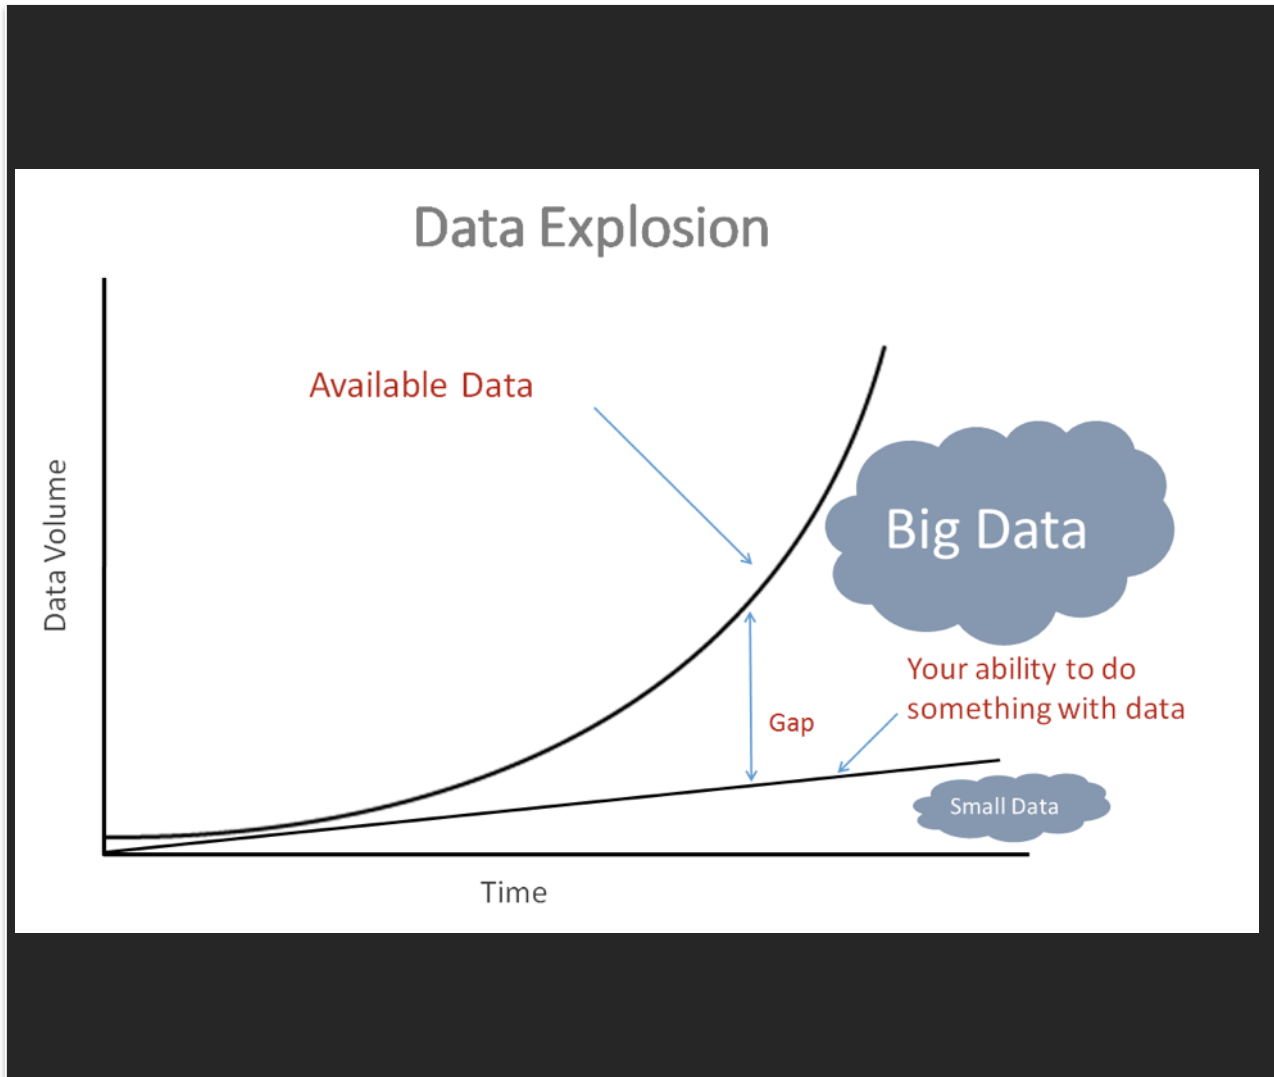 Data Explosion
Available Data
Data Volume
Big Data
Your ability to do
something with data
Gap
Small Data
Time